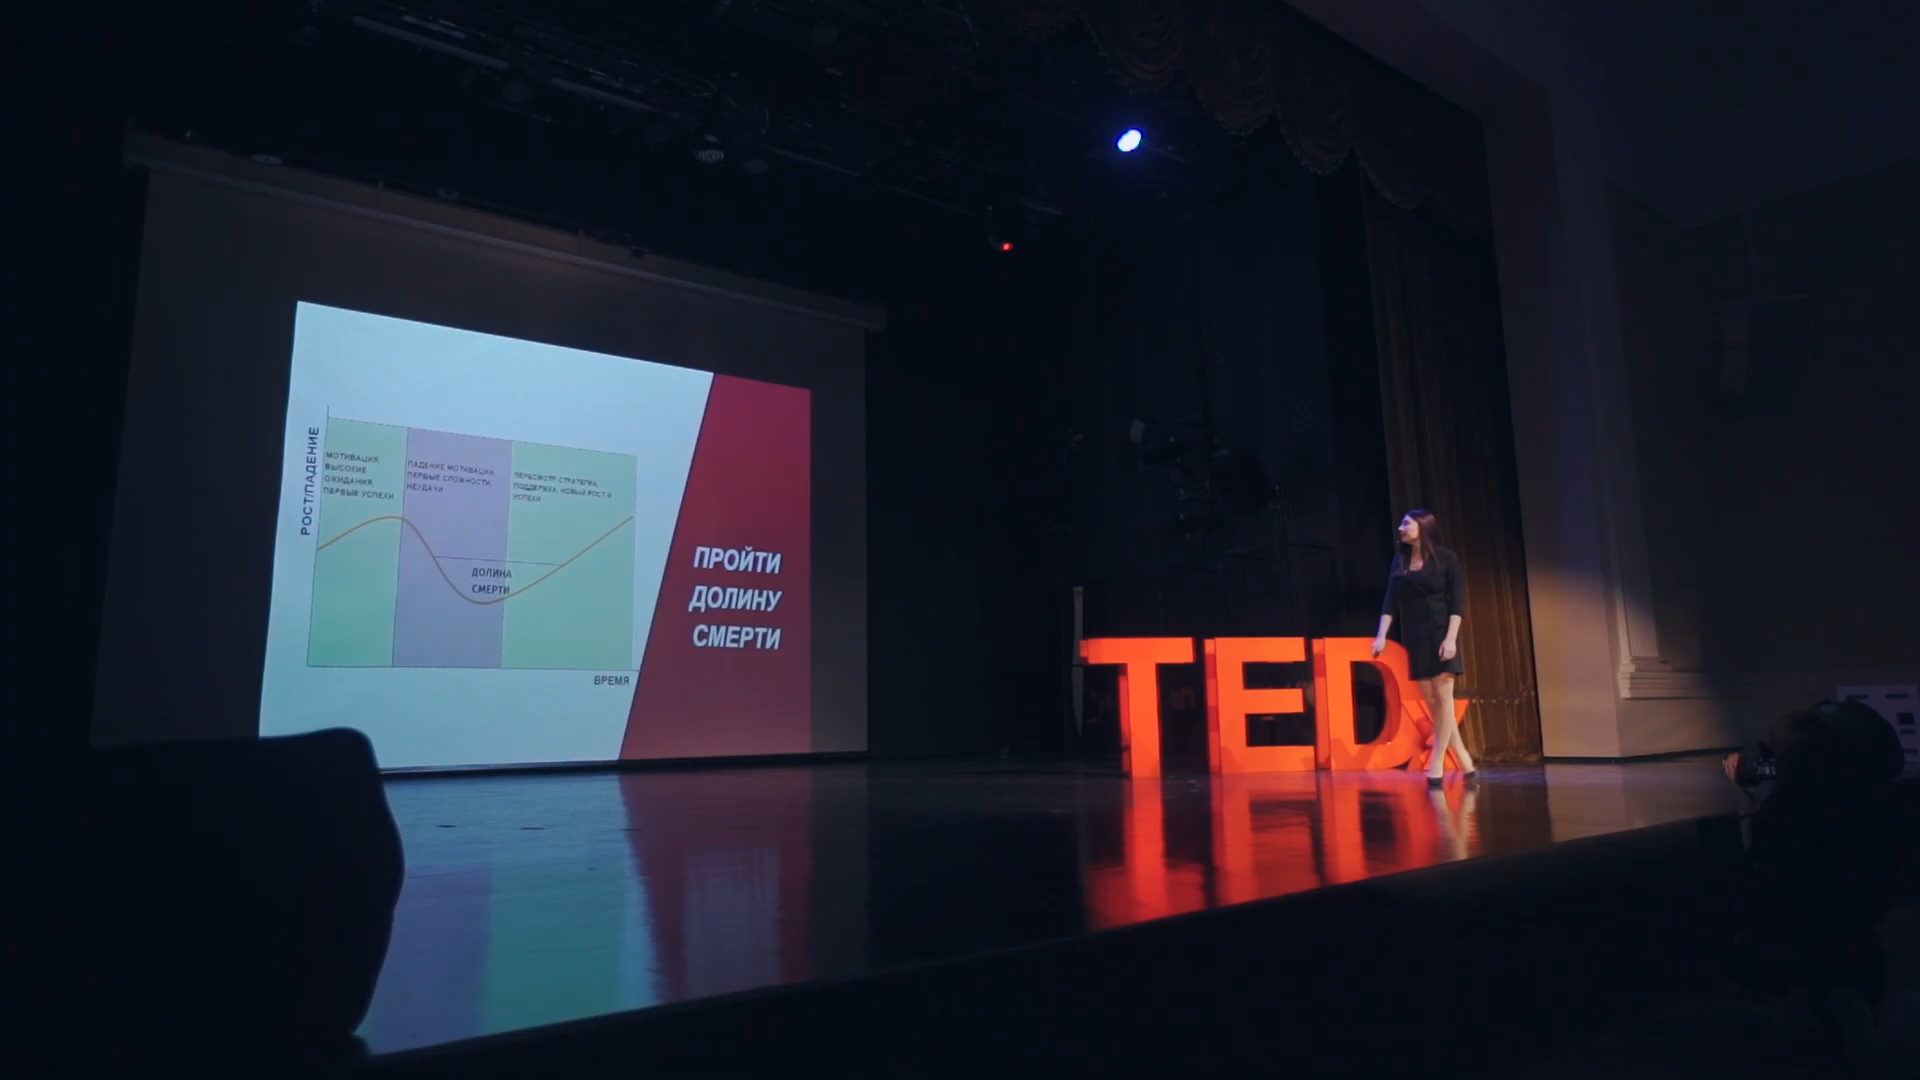 РОСТ/ПАДЕНИЕ
МОТИВАЦИЯ,
ВЫСОКИЕ
ОЖИДАНИЯ,
ПЕРВЫЕ УСПЕХИ
ПАДЕНИЕ МОТИВАЦИИ,
ПЕРВЫЕ СЛОЖНОСТИ,
НЕУДАЧИ
ПЕРЕСМОТР СТРАТЕГИИ,
ПОДДЕРЖКА, НОВЫЙ РОСТ И
УСПЕХИ
ДОЛИНА
СМЕРТИ
ВРЕМЯ
ПРОЙТИ
ДОЛИНУ
СМЕРТИ
TEDx